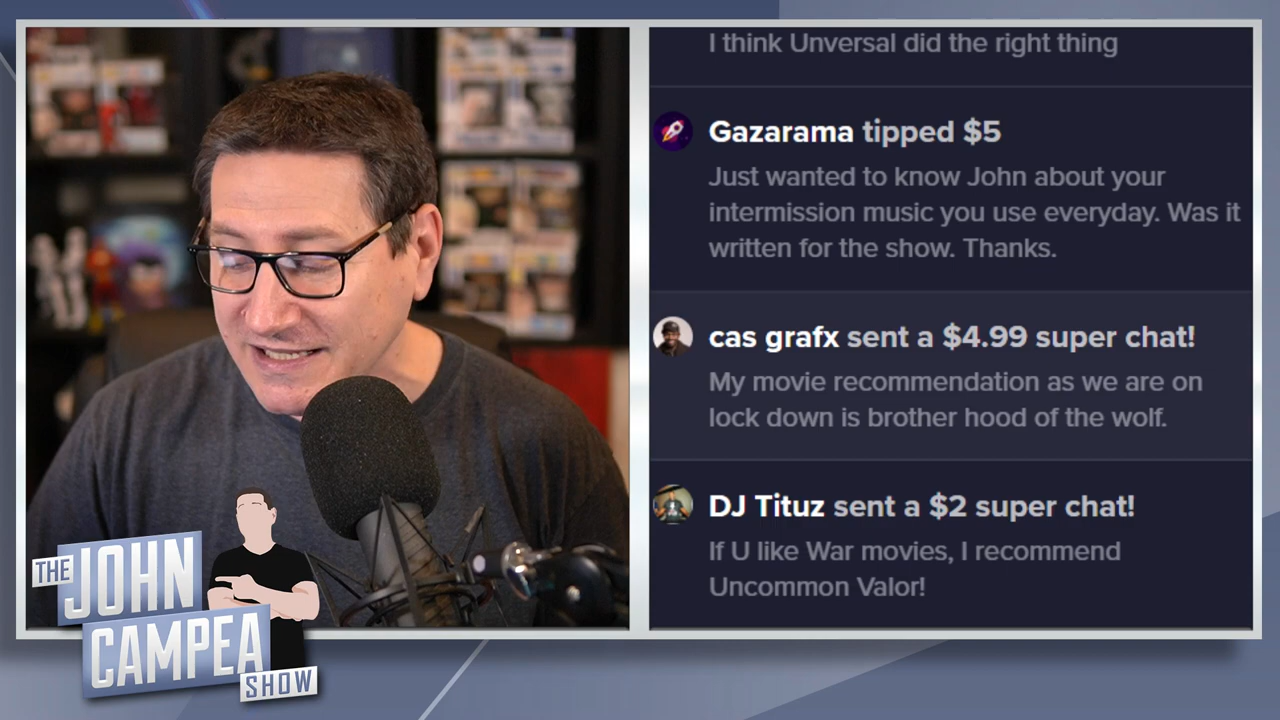 I think Unversal did the right thing
Gazarama tipped $5
Just wanted to know John about your
intermission music you use everyday. Was it
written for the show. Thanks.
cas grafx sent a $4.99 super chat!
My movie recommendation as we are on
lock down is brother hood of the wolf.
DJ Tituz sent a $2 super chat!
If U like War movies, I recommend
Uncommon Valor!
THE JOHN
CAMPEA
SHOW